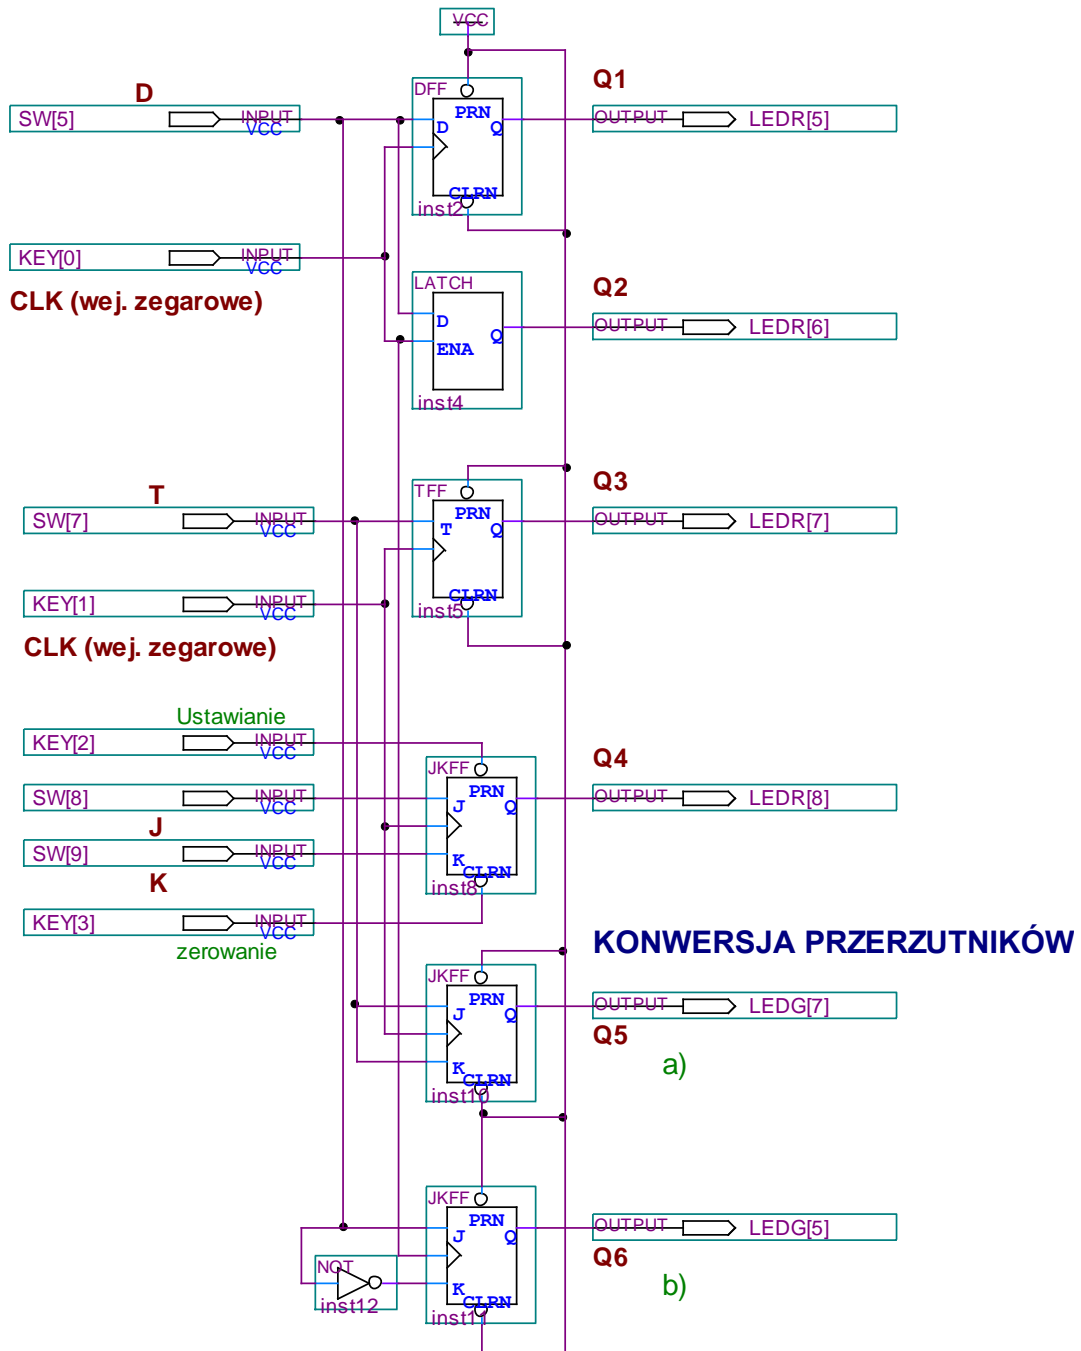 VCC
D
SW[5] INPUT VCC
DFF
PRN
D Q
CLRN
inst2
Q1
OUTPUT LEDR[5]
KEY[0] INPUT VCC
CLK (wej. zegarowe)
LATCH
D
Q
ENA
inst4
Q2
OUTPUT LEDR[6]
T
SW[7] INPUT VCC
TFF
PRN
T Q
CLRN
inst5
Q3
OUTPUT LEDR[7]
KEY[1] INPUT VCC
CLK (wej. zegarowe)
Ustawianie
KEY[2] INPUT VCC
SW[8] INPUT VCC
J
SW[9] INPUT VCC
K
KEY[3] INPUT VCC
zerowanie
JKFF
PRN
J Q
K
CLRN
inst8
Q4
OUTPUT LEDR[8]
KONWERSJA PRZERZUTNIKÓW
JKFF
PRN
J Q
K
CLRN
inst10
OUTPUT LEDG[7]
Q5
a)
JKFF
PRN
J Q
K
CLRN
inst11
NOT
inst12
OUTPUT LEDG[5]
Q6
b)